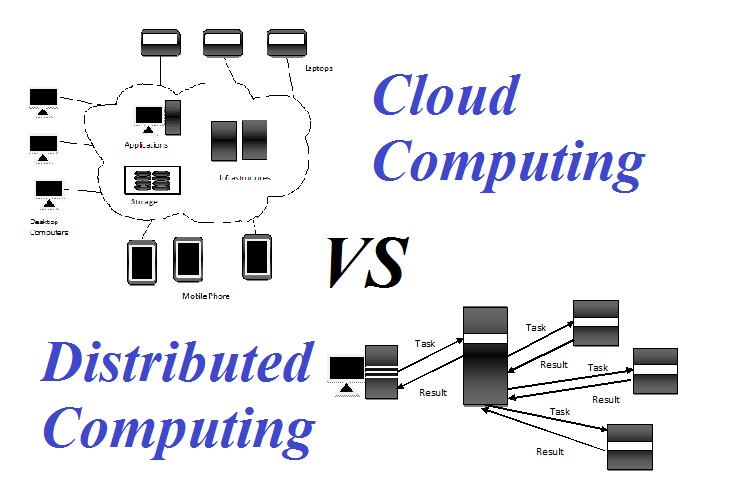 Laptops
Cloud
Computing
Applications
Infrastructures
Storage
Desktop
Computers
Mobile Phone
VS
Distributed
Computing
Task
Result
Task
Result
Task
Result
Task
Result